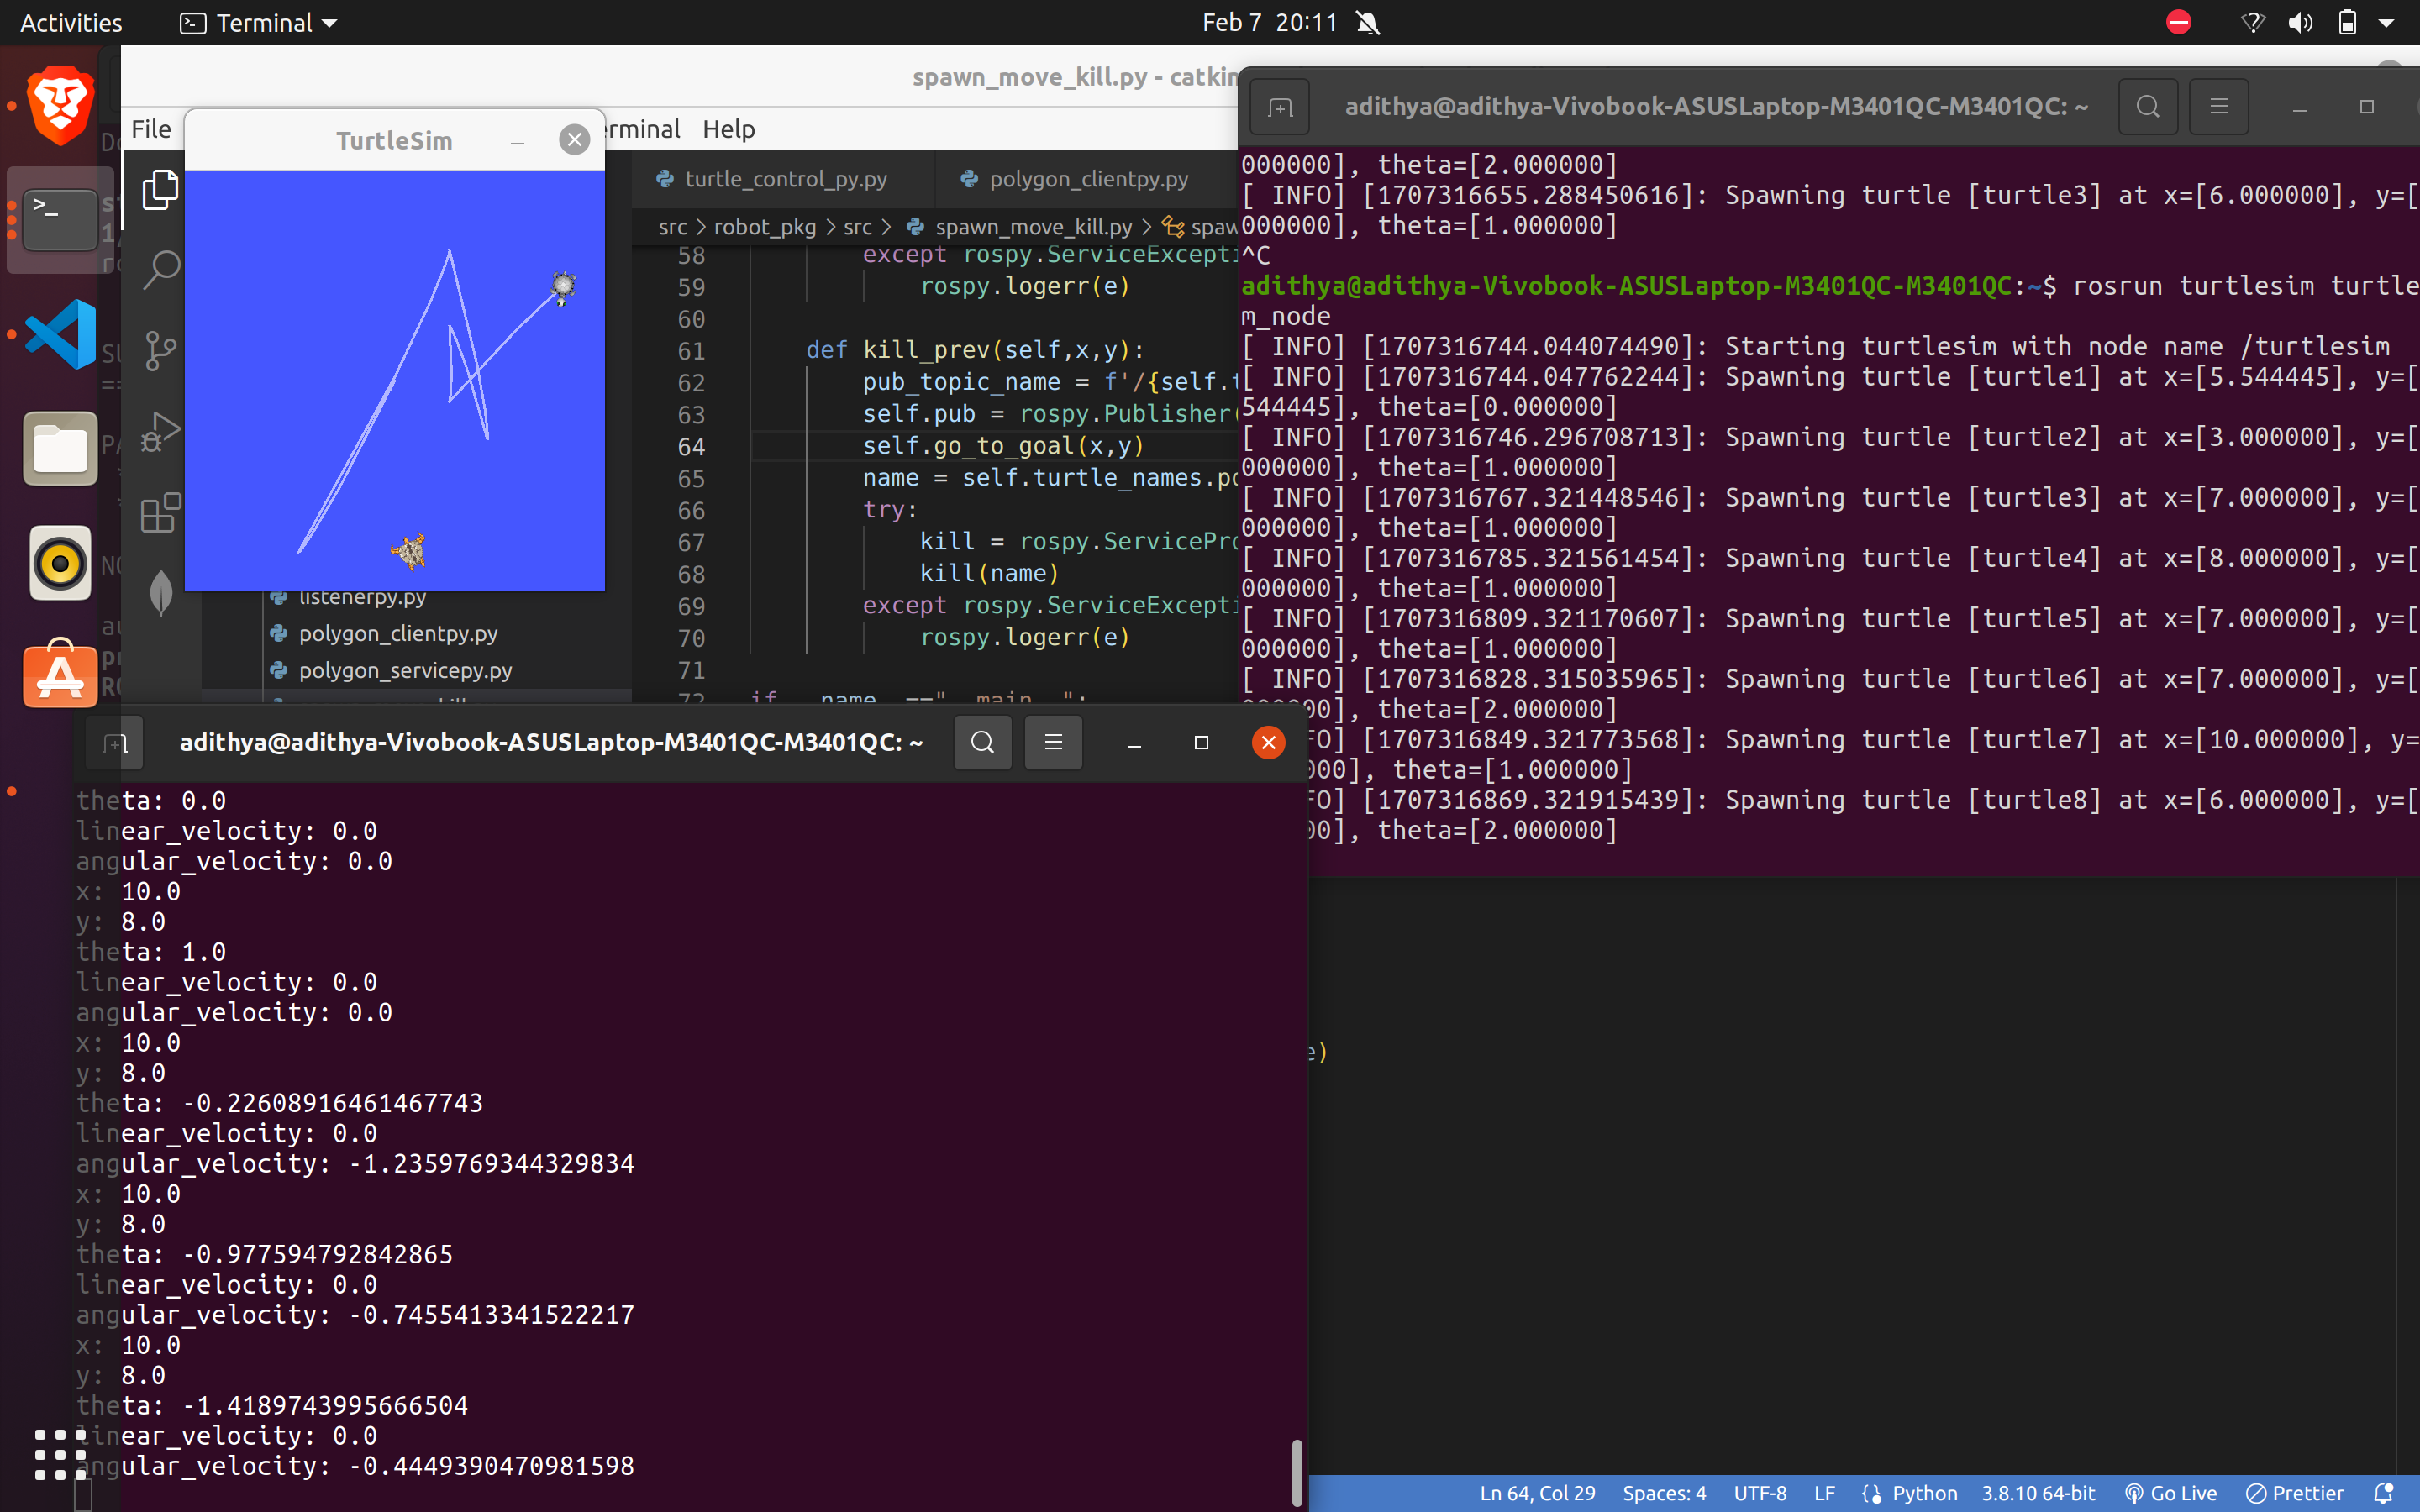 Activities
Terminal
Feb 7 20:11
spawn_move_kill.py - catkin
File
rminal Help
TurtleSim
turtle_control_py.py
polygon_clientpy.py
src > robot_pkg > src > spawn_move_kill.py > spaw
58 except rospy.ServiceExcepti
59 rospy.logerr(e)
60
61 def kill_prev(self,x,y):
62 pub_topic_name = f'/{self.t
63 self.pub = rospy.Publisher(
64 self.go_to_goal(x,y)
65 name = self.turtle_names.po
66 try:
67 kill = rospy.ServicePro
68 kill(name)
69 except rospy.ServiceExcepti
70 rospy.logerr(e)
71
72 if __name__=="__main__":
listenerpy.py
polygon_clientpy.py
polygon_servicepy.py
adithya@adithya-Vivobook-ASUSLaptop-M3401QC-M3401QC: ~
000000], theta=[2.000000]
[ INFO] [1707316655.288450616]: Spawning turtle [turtle3] at x=[6.000000], y=[
000000], theta=[1.000000]
^C
adithya@adithya-Vivobook-ASUSLaptop-M3401QC-M3401QC:~$ rosrun turtlesim turtle
m_node
[ INFO] [1707316744.044074490]: Starting turtlesim with node name /turtlesim
[ INFO] [1707316744.047762244]: Spawning turtle [turtle1] at x=[5.544445], y=[
544445], theta=[0.000000]
[ INFO] [1707316746.296708713]: Spawning turtle [turtle2] at x=[3.000000], y=[
000000], theta=[1.000000]
[ INFO] [1707316767.321448546]: Spawning turtle [turtle3] at x=[7.000000], y=[
000000], theta=[1.000000]
[ INFO] [1707316785.321561454]: Spawning turtle [turtle4] at x=[8.000000], y=[
000000], theta=[1.000000]
[ INFO] [1707316809.321170607]: Spawning turtle [turtle5] at x=[7.000000], y=[
000000], theta=[1.000000]
[ INFO] [1707316828.315035965]: Spawning turtle [turtle6] at x=[7.000000], y=[
000000], theta=[2.000000]
FO] [1707316849.321773568]: Spawning turtle [turtle7] at x=[10.000000], y=
000], theta=[1.000000]
FO] [1707316869.321915439]: Spawning turtle [turtle8] at x=[6.000000], y=[
00], theta=[2.000000]
adithya@adithya-Vivobook-ASUSLaptop-M3401QC-M3401QC: ~
theta: 0.0
linear_velocity: 0.0
angular_velocity: 0.0
x: 10.0
y: 8.0
theta: 1.0
linear_velocity: 0.0
angular_velocity: 0.0
x: 10.0
y: 8.0
theta: -0.22608916461467743
linear_velocity: 0.0
angular_velocity: -1.2359769344329834
x: 10.0
y: 8.0
theta: -0.977594792842865
linear_velocity: 0.0
angular_velocity: -0.7455413341522217
x: 10.0
y: 8.0
theta: -1.4189743995666504
linear_velocity: 0.0
angular_velocity: -0.4449390470981598
e)
Ln 64, Col 29 Spaces: 4 UTF-8 LF Python 3.8.10 64-bit Go Live Prettier